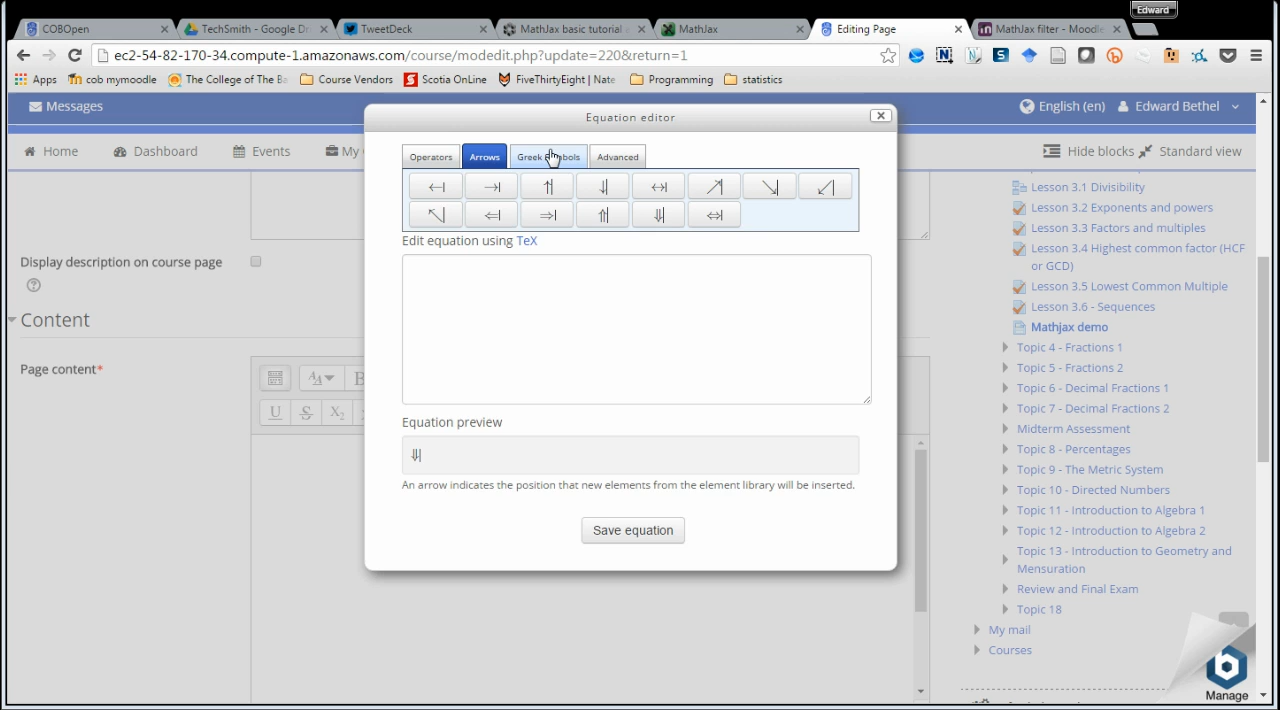 Edward
COBOpen
TechSmith - Google Dr
TweetDeck
MathJax basic tutorial
MathJax
Editing Page
MathJax filter - Moodle
ec2-54-82-170-34.compute-1.amazonaws.com/course/modedit.php?update=220&return=1
Apps
cob mymoodle
The College of The Ba
Course Vendors
Scotia OnLine
FiveThirtyEight | Nate
Programming
statistics
Messages
English (en)
Edward Bethel
Home
Dashboard
Events
My
Hide blocks
Standard view
Equation editor
Operators
Arrows
Greek symbols
Advanced
Edit equation using TeX
Equation preview
An arrow indicates the position that new elements from the element library will be inserted.
Save equation
Display description on course page
Content
Page content*
Lesson 3.1 Divisibility
Lesson 3.2 Exponents and powers
Lesson 3.3 Factors and multiples
Lesson 3.4 Highest common factor (HCF
or GCD)
Lesson 3.5 Lowest Common Multiple
Lesson 3.6 - Sequences
Mathjax demo
Topic 4 - Fractions 1
Topic 5 - Fractions 2
Topic 6 - Decimal Fractions 1
Topic 7 - Decimal Fractions 2
Midterm Assessment
Topic 8 - Percentages
Topic 9 - The Metric System
Topic 10 - Directed Numbers
Topic 11 - Introduction to Algebra 1
Topic 12 - Introduction to Algebra 2
Topic 13 - Introduction to Geometry and
Mensuration
Review and Final Exam
Topic 18
My mail
Courses
Manage